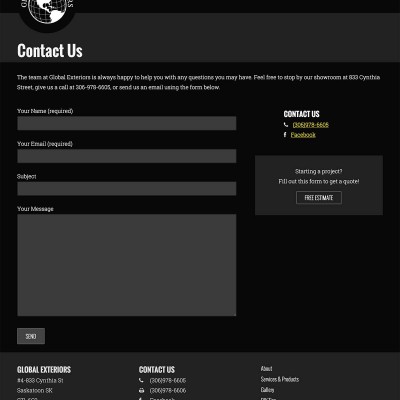 Contact Us
The team at Global Exteriors is always happy to help you with any questions you may have. Feel free to stop by our showroom at 833 Cynthia
Street, give us a call at 306-978-6605, or send us an email using the form below.
Your Name (required)
Your Email (required)
Subject
Your Message
SEND
CONTACT US
(306)978-6605
Facebook
Starting a project?
Fill out this form to get a quote!
FREE ESTIMATE
GLOBAL EXTERIORS
#4-833 Cynthia St
Saskatoon SK
CONTACT US
(306)978-6605
(306)978-6606
Facebook
About
Services & Products
Gallery